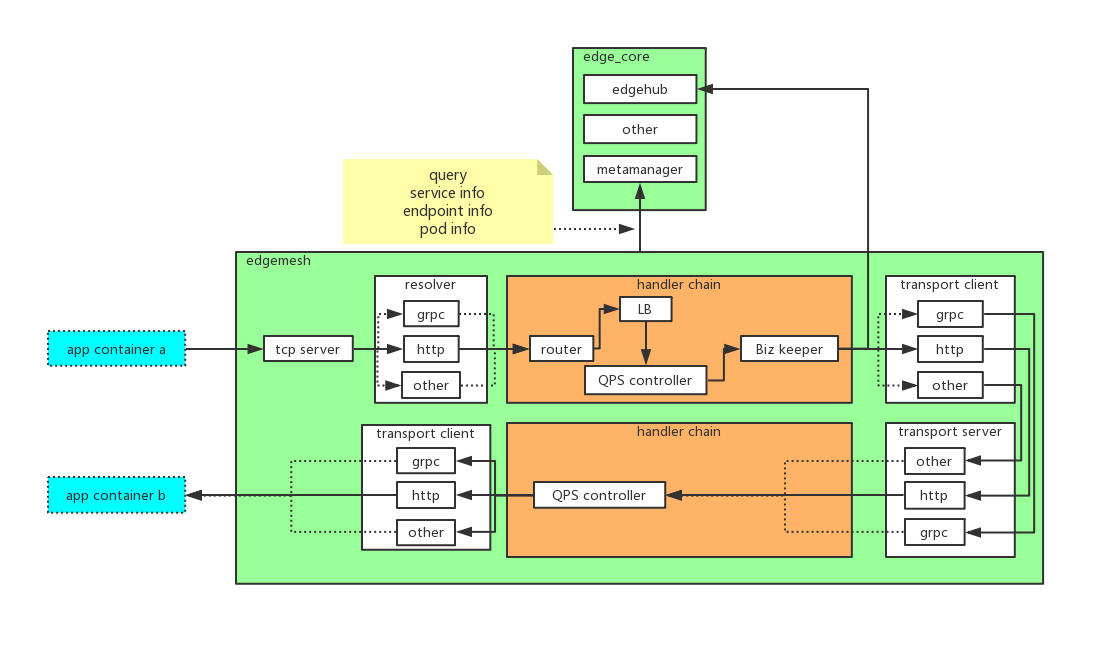 edge_core
edgehub
other
metamanager
query
service info
endpoint info
pod info
edgemesh
resolver
grpc
http
other
handler chain
LB
router
QPS controller
Biz keeper
transport client
grpc
http
other
app container a
tcp server
transport client
grpc
http
other
handler chain
QPS controller
transport server
other
http
grpc
app container b